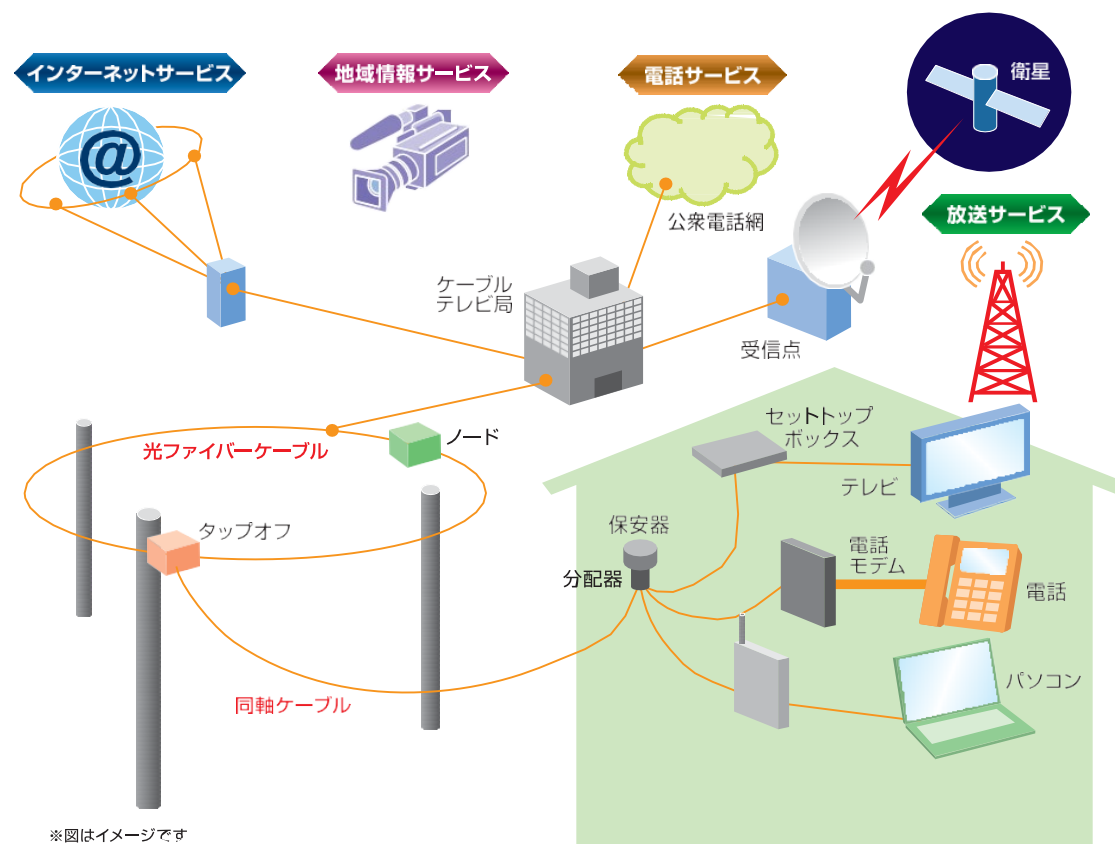 インターネットサービス
地域情報サービス
電話サービス
衛星
放送サービス
@
公衆電話網
ケーブル
テレビ局
受信点
光ファイバーケーブル
ノード
セットトップ
ボックス
テレビ
タップオフ
保安器
分配器
電話
モデム
電話
同軸ケーブル
パソコン
※図はイメージです